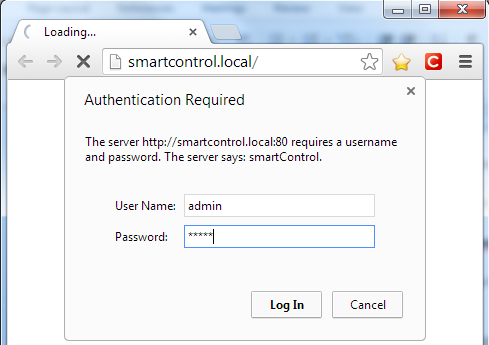 Loading...
smartcontrol.local/
C
Authentication Required
The server http://smartcontrol.local:80 requires a username
and password. The server says: smartControl.
User Name: admin
Password: *****
Log In Cancel